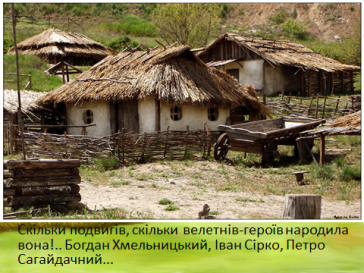 Скільки подвигів, скільки велетнів-героїв народила
вона!.. Богдан Хмельницький, Іван Сірко, Петро
Сагайдачний...